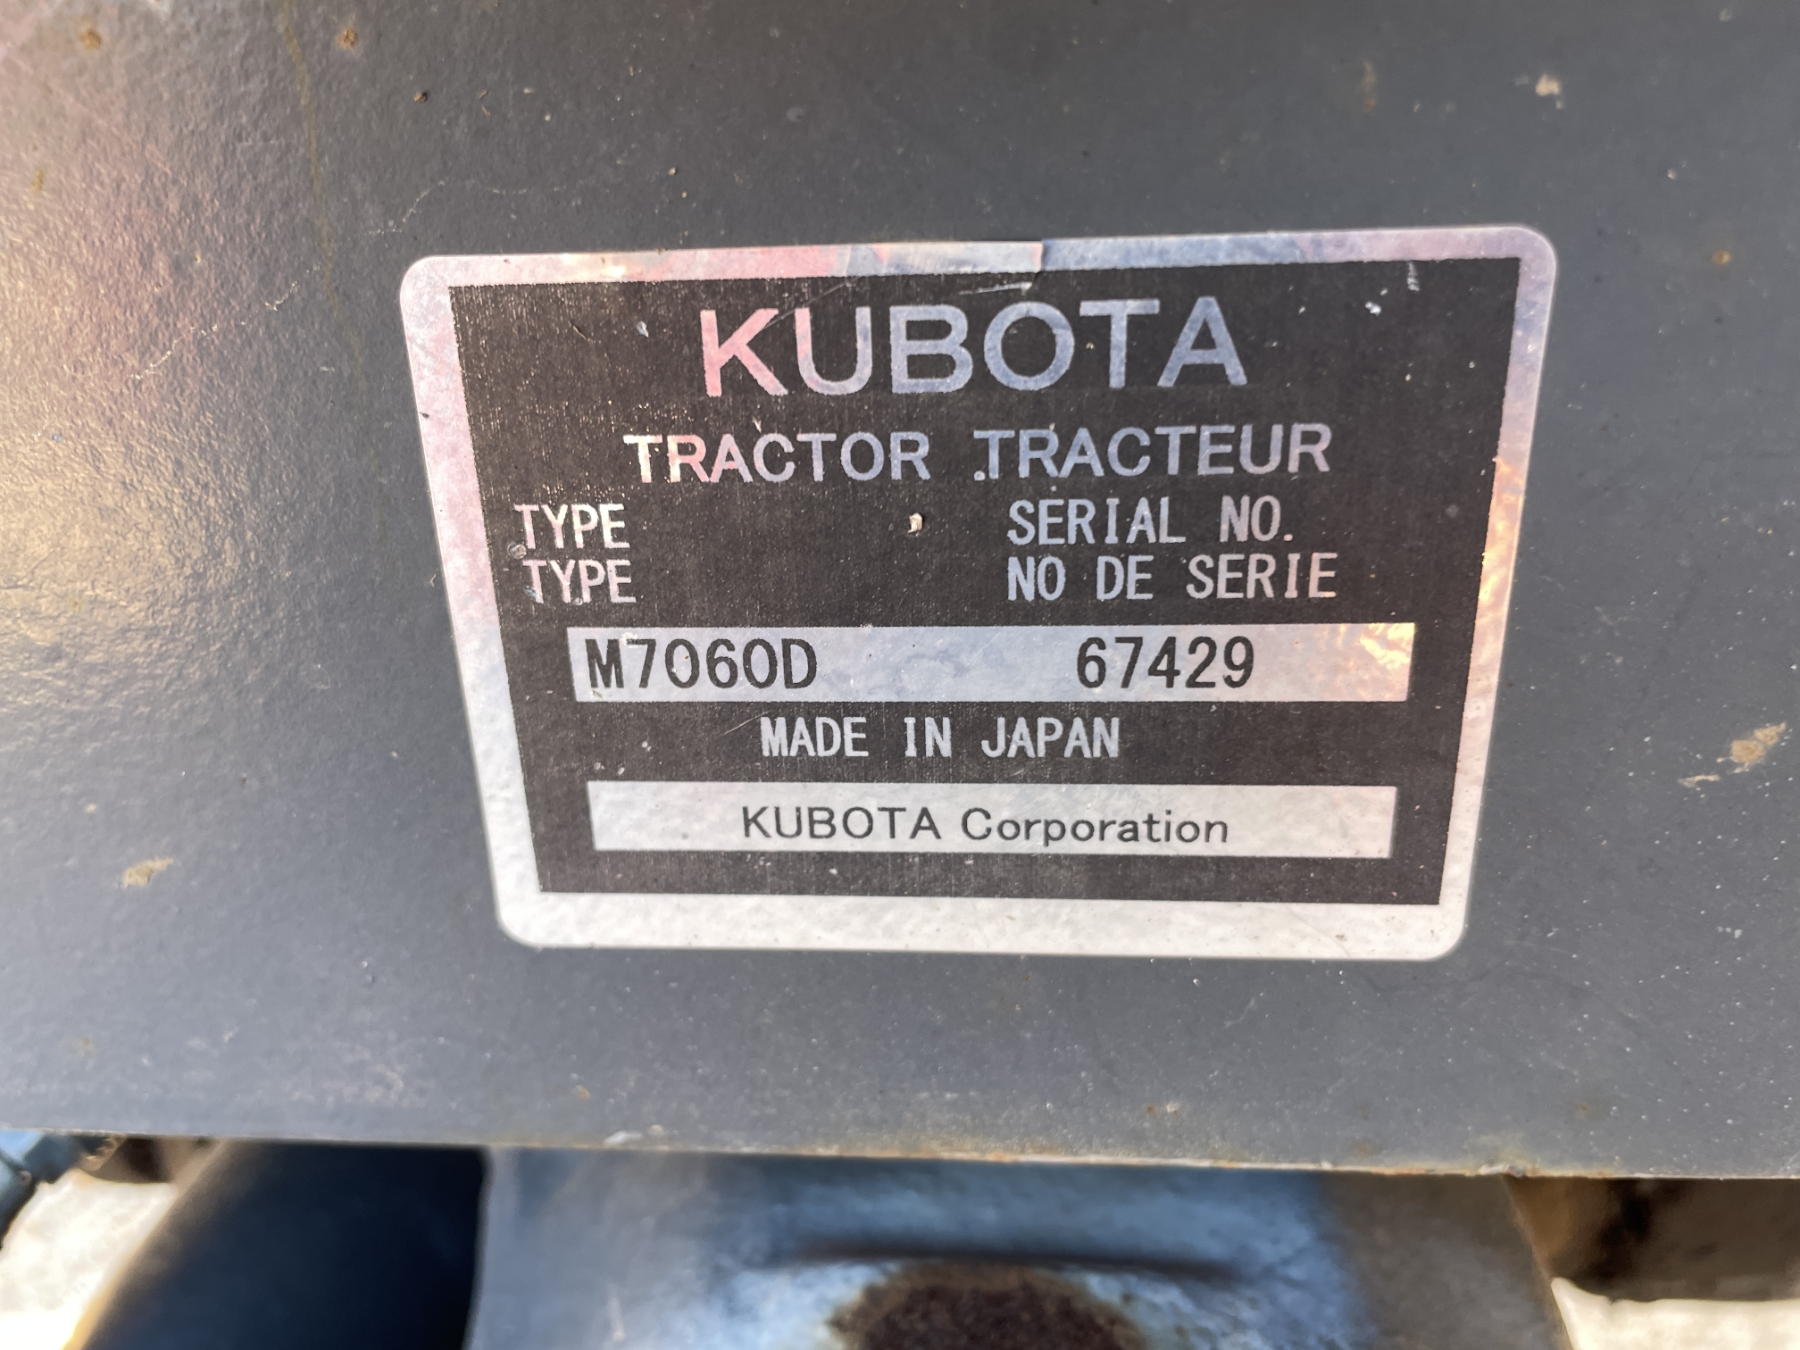 KUBOTA
TRACTOR TRACTEUR
TYPE SERIAL NO.
TYPE NO DE SERIE
M7060D 67429
MADE IN JAPAN
KUBOTA Corporation